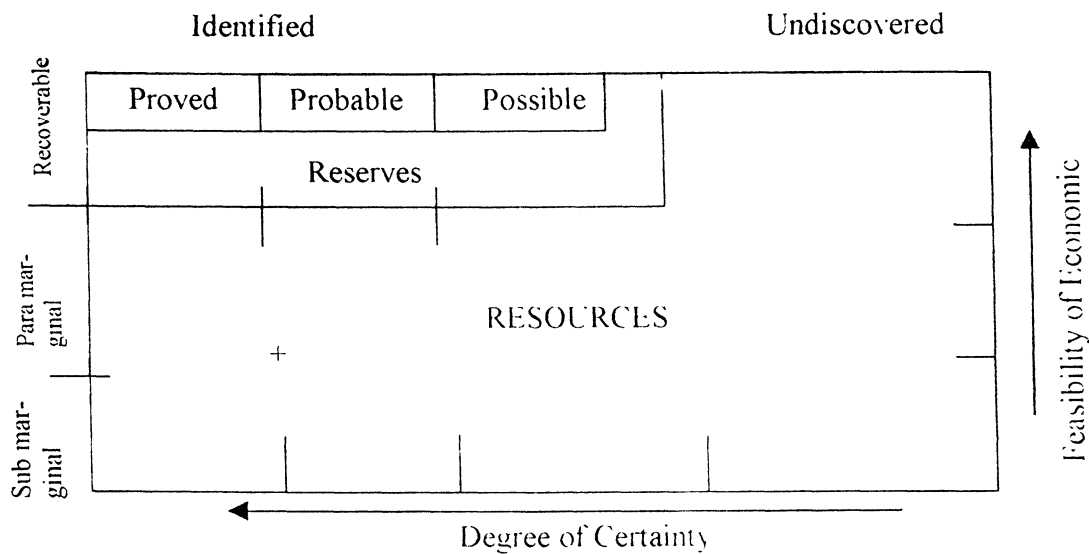 Identified
Undiscovered
Recoverable
Proved
Probable
Possible
Reserves
Para mar-
ginal
RESOURCES
Sub mar-
ginal
Feasibility of Economic
Degree of Certainty